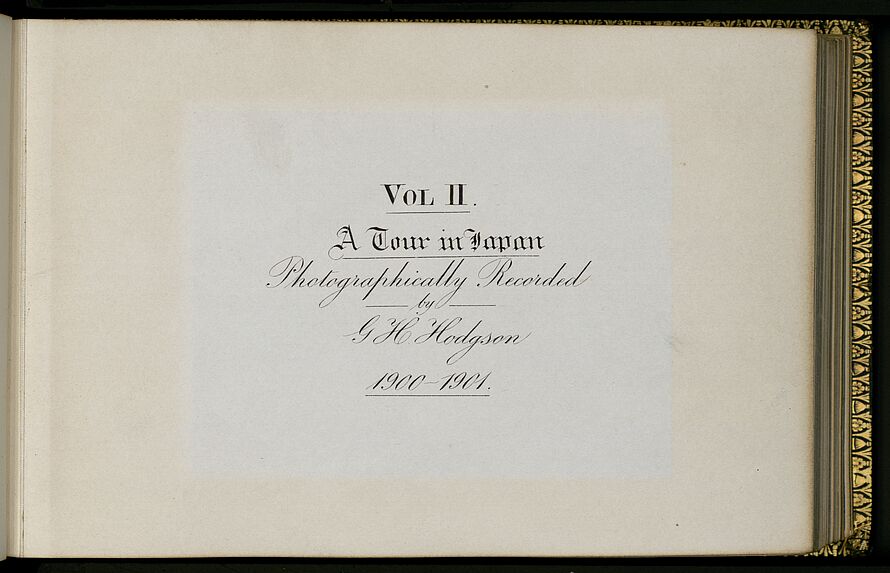 VOL II.
A Tour in Japan
Photographically Recorded
by
G H Hodgson
1900-1901.